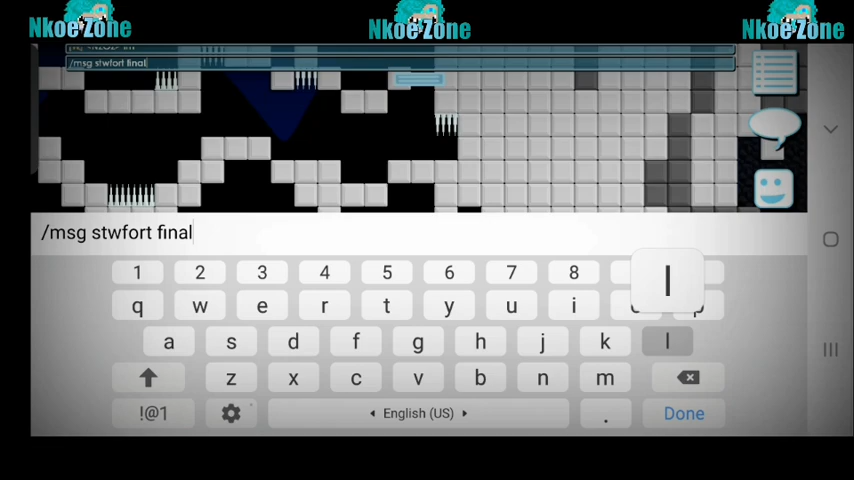 Nkoe Zone Nkoe Zone Nkoe Zone
/msg stwfort final
/msg stwfort final
1 2 3 4 5 6 7 8
l
q w e r t y u i p
a s d f g h j k l
z x c v b n m
!@1 English (US) . Done